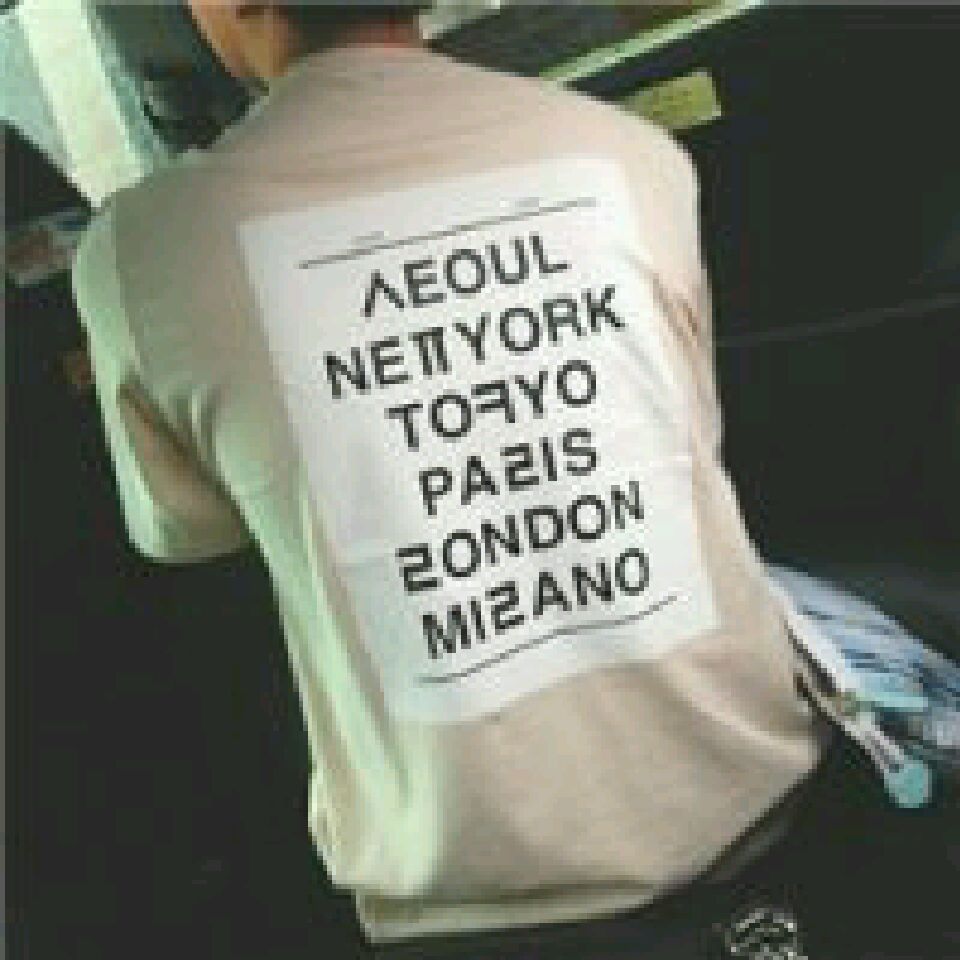 ㅅEOUL
NEㅠYORK
TOㅋYO
PAㄹIS
ㄹONDON
MIㄹANO